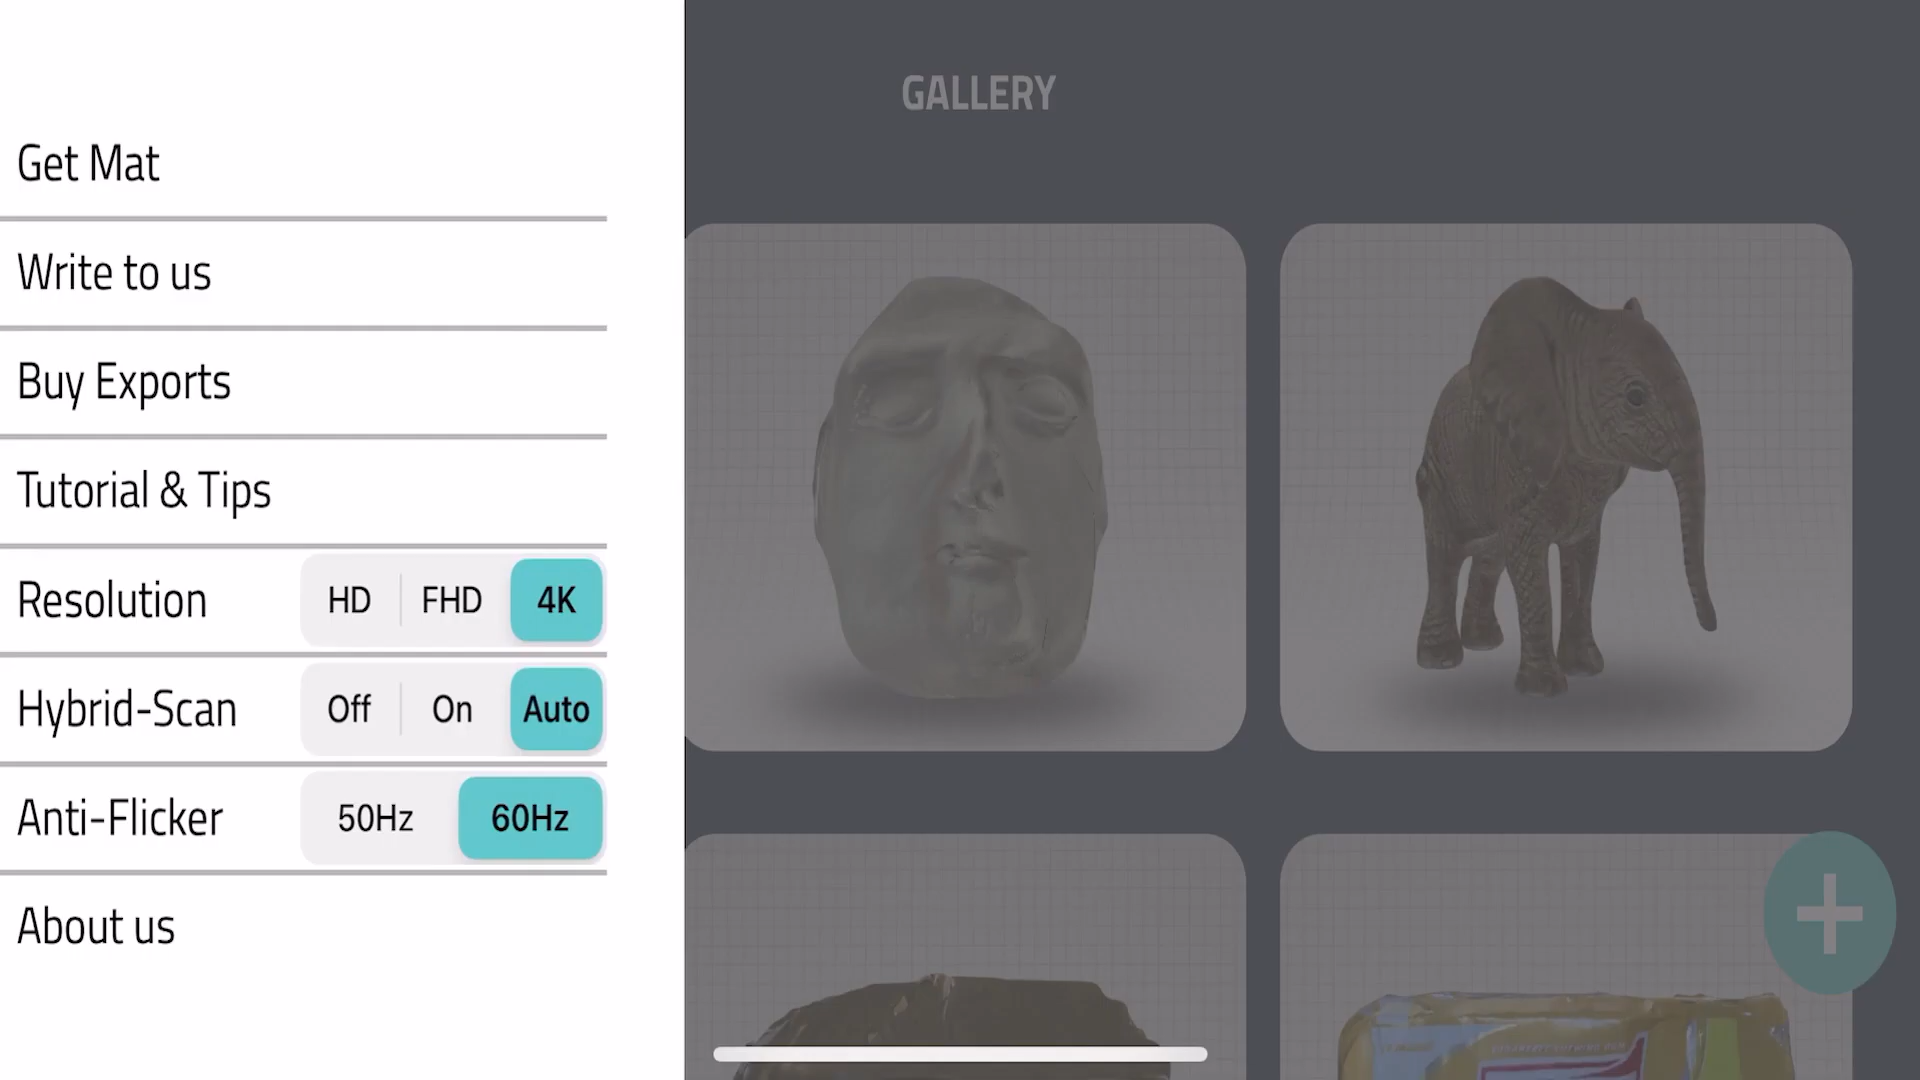 GALLERY
Get Mat
Write to us
Buy Exports
Tutorial & Tips
Resolution HD FHD 4K
Hybrid-Scan Off On Auto
Anti-Flicker 50Hz 60Hz
About us